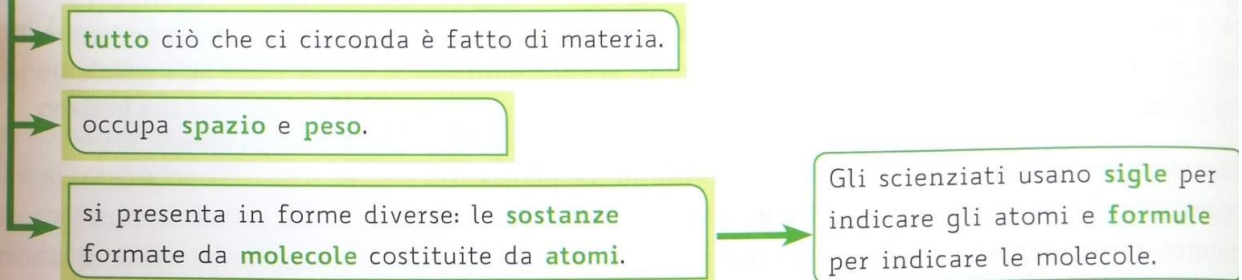 tutto ciò che ci circonda è fatto di materia.
occupa spazio e peso.
si presenta in forme diverse: le sostanze
formate da molecole costituite da atomi.
Gli scienziati usano sigle per
indicare gli atomi e formule
per indicare le molecole.